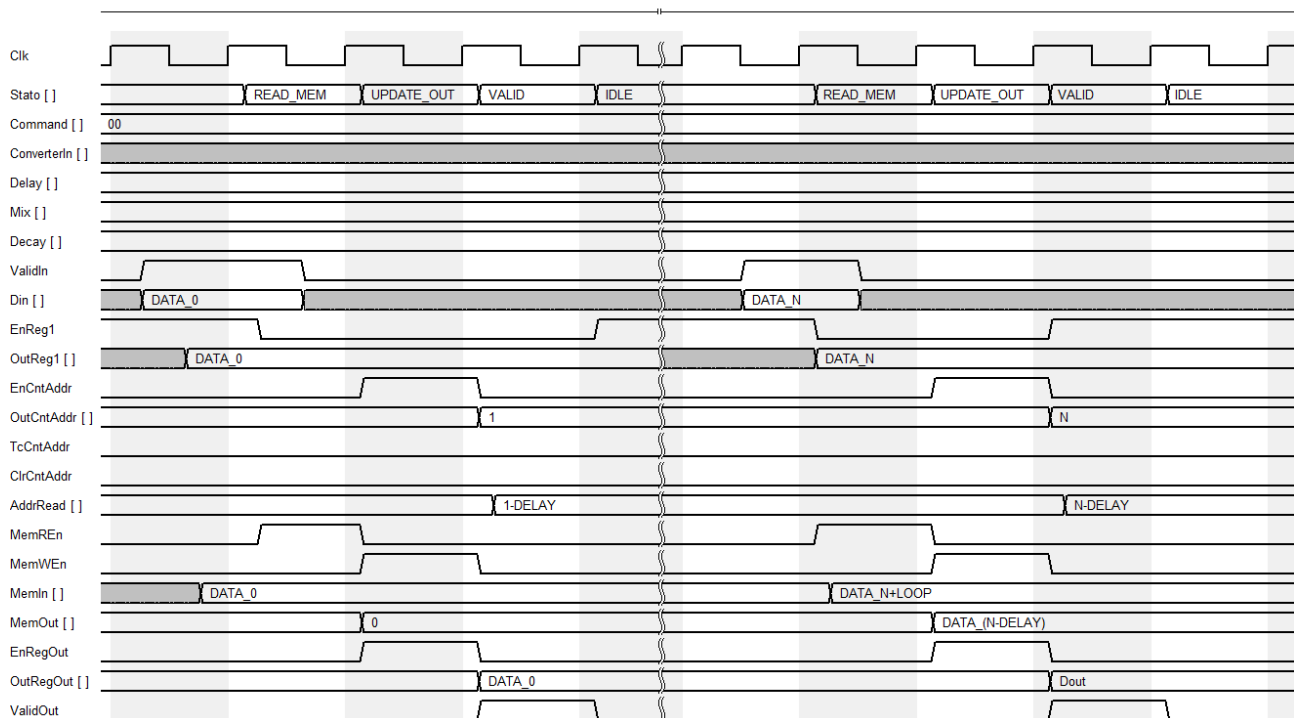 Clk
Stato [ ] READ_MEM UPDATE_OUT VALID IDLE READ_MEM UPDATE_OUT VALID IDLE
Command [ ] 00
ConverterIn [ ]
Delay [ ]
Mix [ ]
Decay [ ]
ValidIn
Din [ ] DATA_0 DATA_N
EnReg1
OutReg1 [ ] DATA_0 DATA_N
EnCntAddr
OutCntAddr [ ] 1 N
TcCntAddr
ClrCntAddr
AddrRead [ ] 1-DELAY N-DELAY
MemREn
MemWEn
MemIn [ ] DATA_0 DATA_N+LOOP
MemOut [ ] 0 DATA_(N-DELAY)
EnRegOut
OutRegOut [ ] DATA_0 Dout
ValidOut